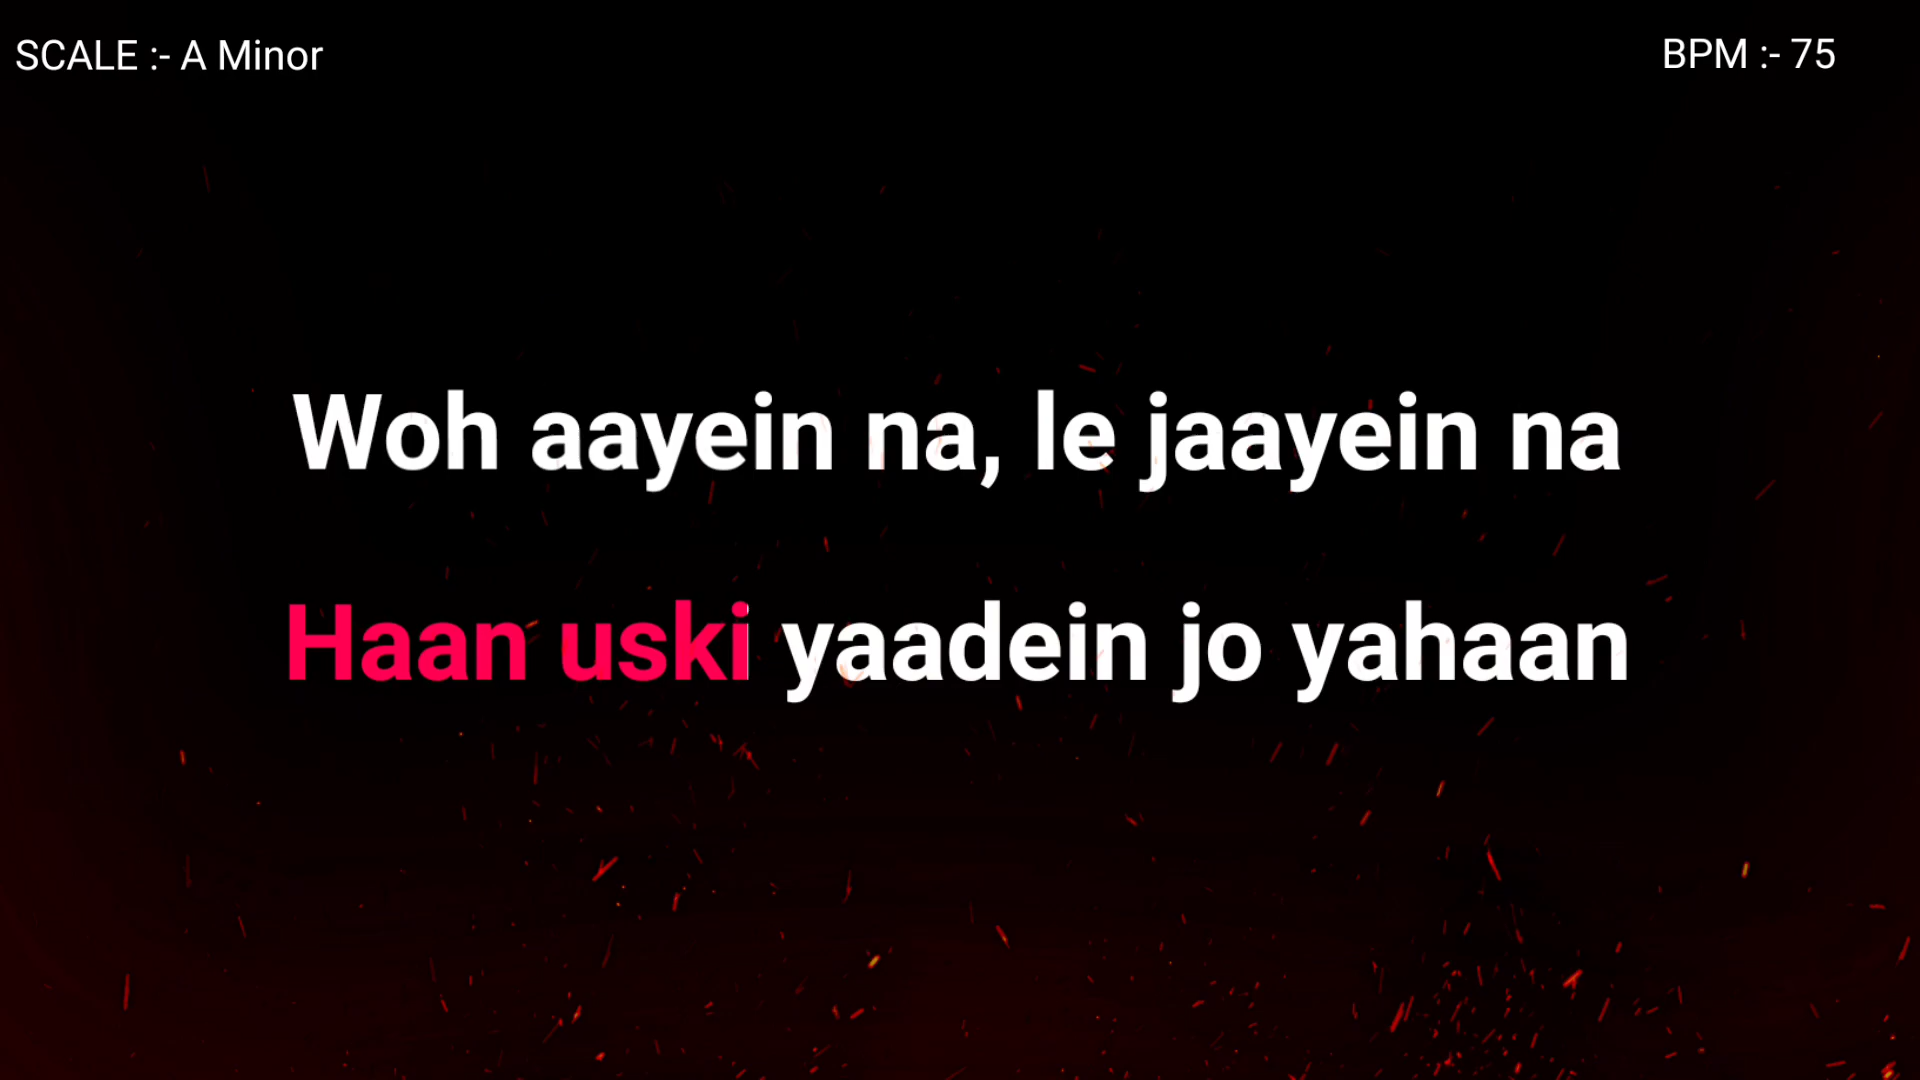 SCALE :- A Minor
BPM :- 75
Woh aayein na, le jaayein na
Haan uski yaadein jo yahaan